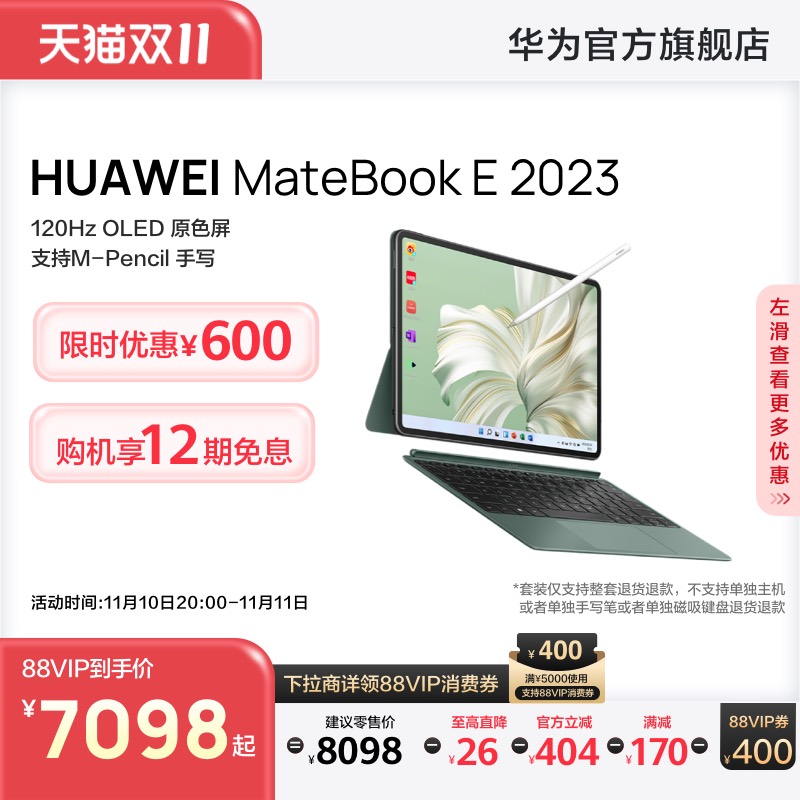 天猫双11
华为官方旗舰店
HUAWEI MateBook E 2023
120Hz OLED 原色屏
支持M-Pencil 手写
限时优惠¥600
购机享12期免息
左滑查看更多优惠
活动时间:11月10日20:00-11月11日
*套装仅支持整套退货退款，不支持单独主机
或者单独手写笔或者单独磁吸键盘退货退款
88VIP到手价
¥7098起
下拉商详领88VIP消费券
¥400
满¥5000使用
支持88VIP消费券
建议零售价
至高直降
官方立减
满减
88VIP券
= ¥8098 - ¥26 - ¥404 - ¥170 - ¥400